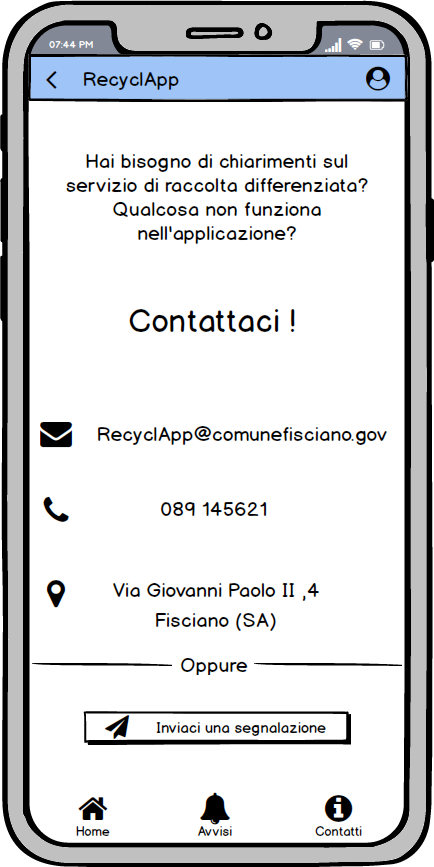 07:44 PM
RecyclApp
Hai bisogno di chiarimenti sul
servizio di raccolta differenziata?
Qualcosa non funziona
nell'applicazione?
Contattaci !
RecyclApp@comunefisciano.gov
089 145621
Via Giovanni Paolo II ,4
Fisciano (SA)
Oppure
Inviaci una segnalazione
Home Avvisi Contatti